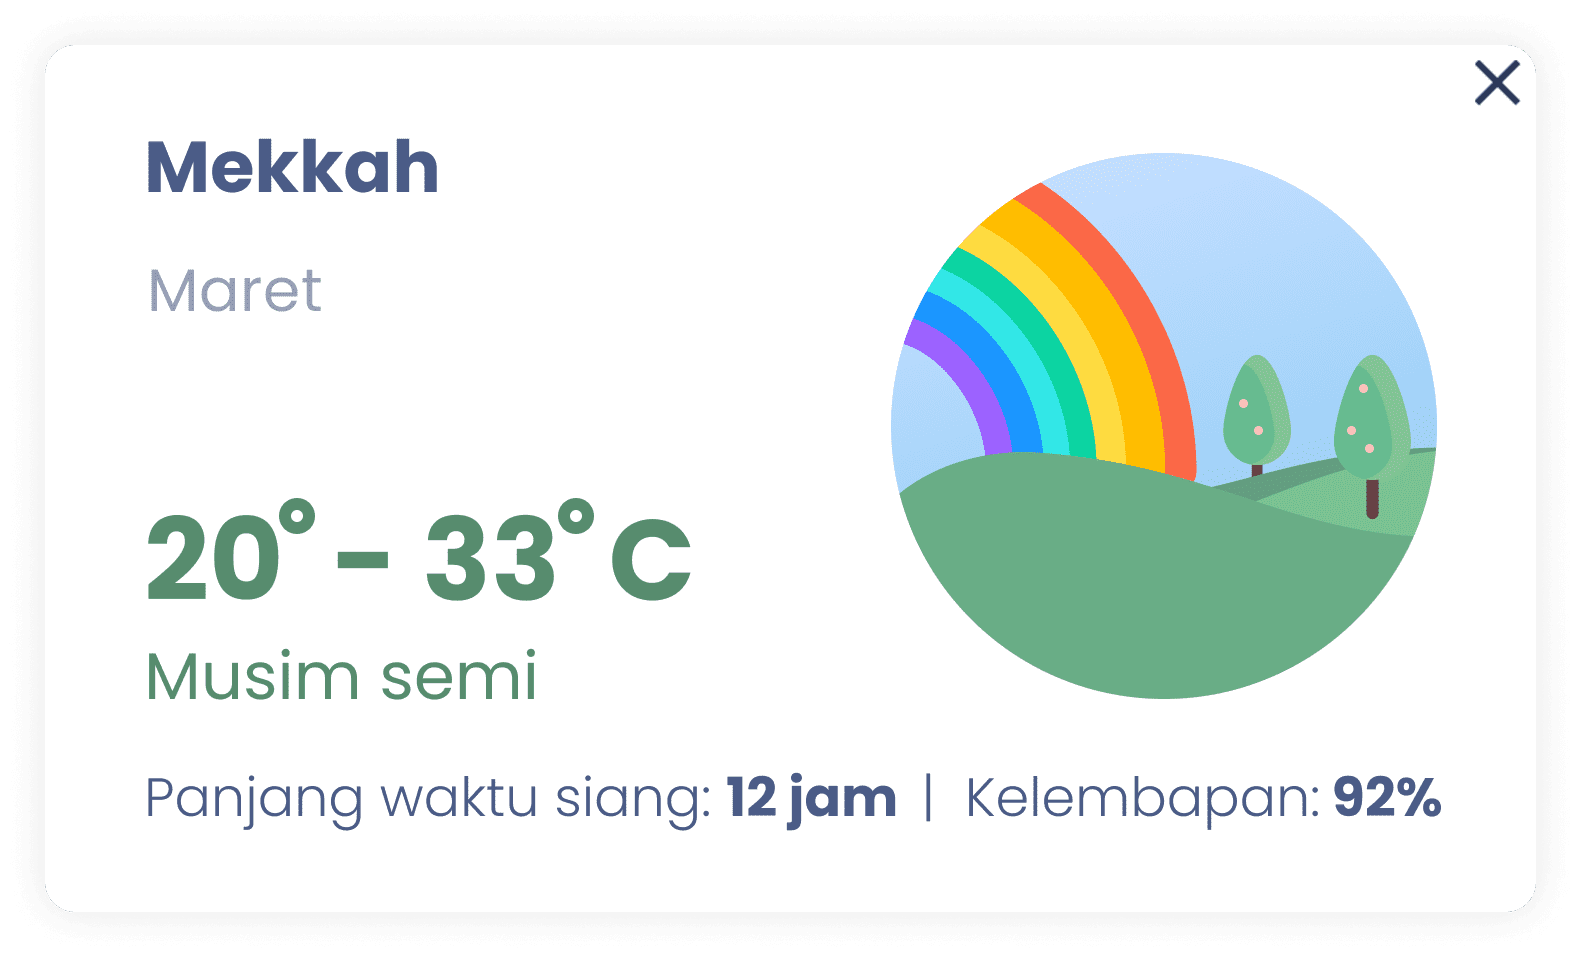 Mekkah
Maret
20° - 33° C
Musim semi
Panjang waktu siang: 12 jam | Kelembapan: 92%